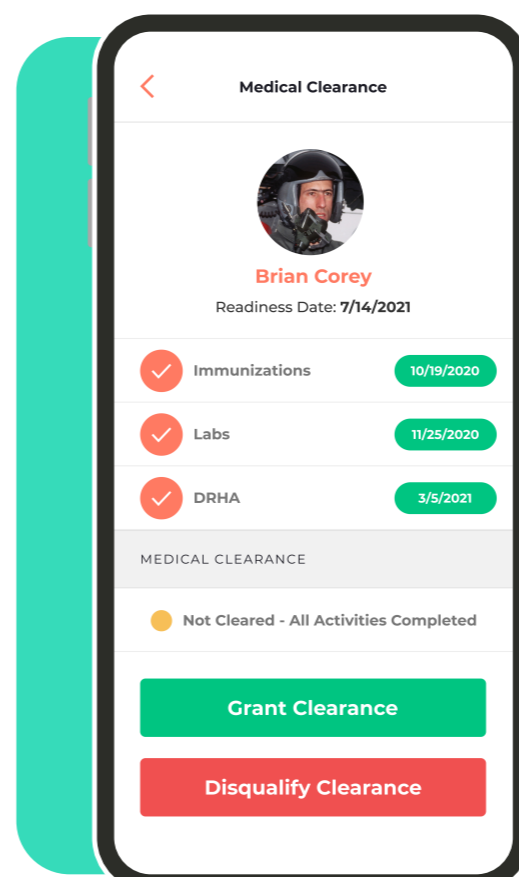 Medical Clearance
Brian Corey
Readiness Date: 7/14/2021
Immunizations 10/19/2020
Labs 11/25/2020
DRHA 3/5/2021
MEDICAL CLEARANCE
Not Cleared - All Activities Completed
Grant Clearance
Disqualify Clearance